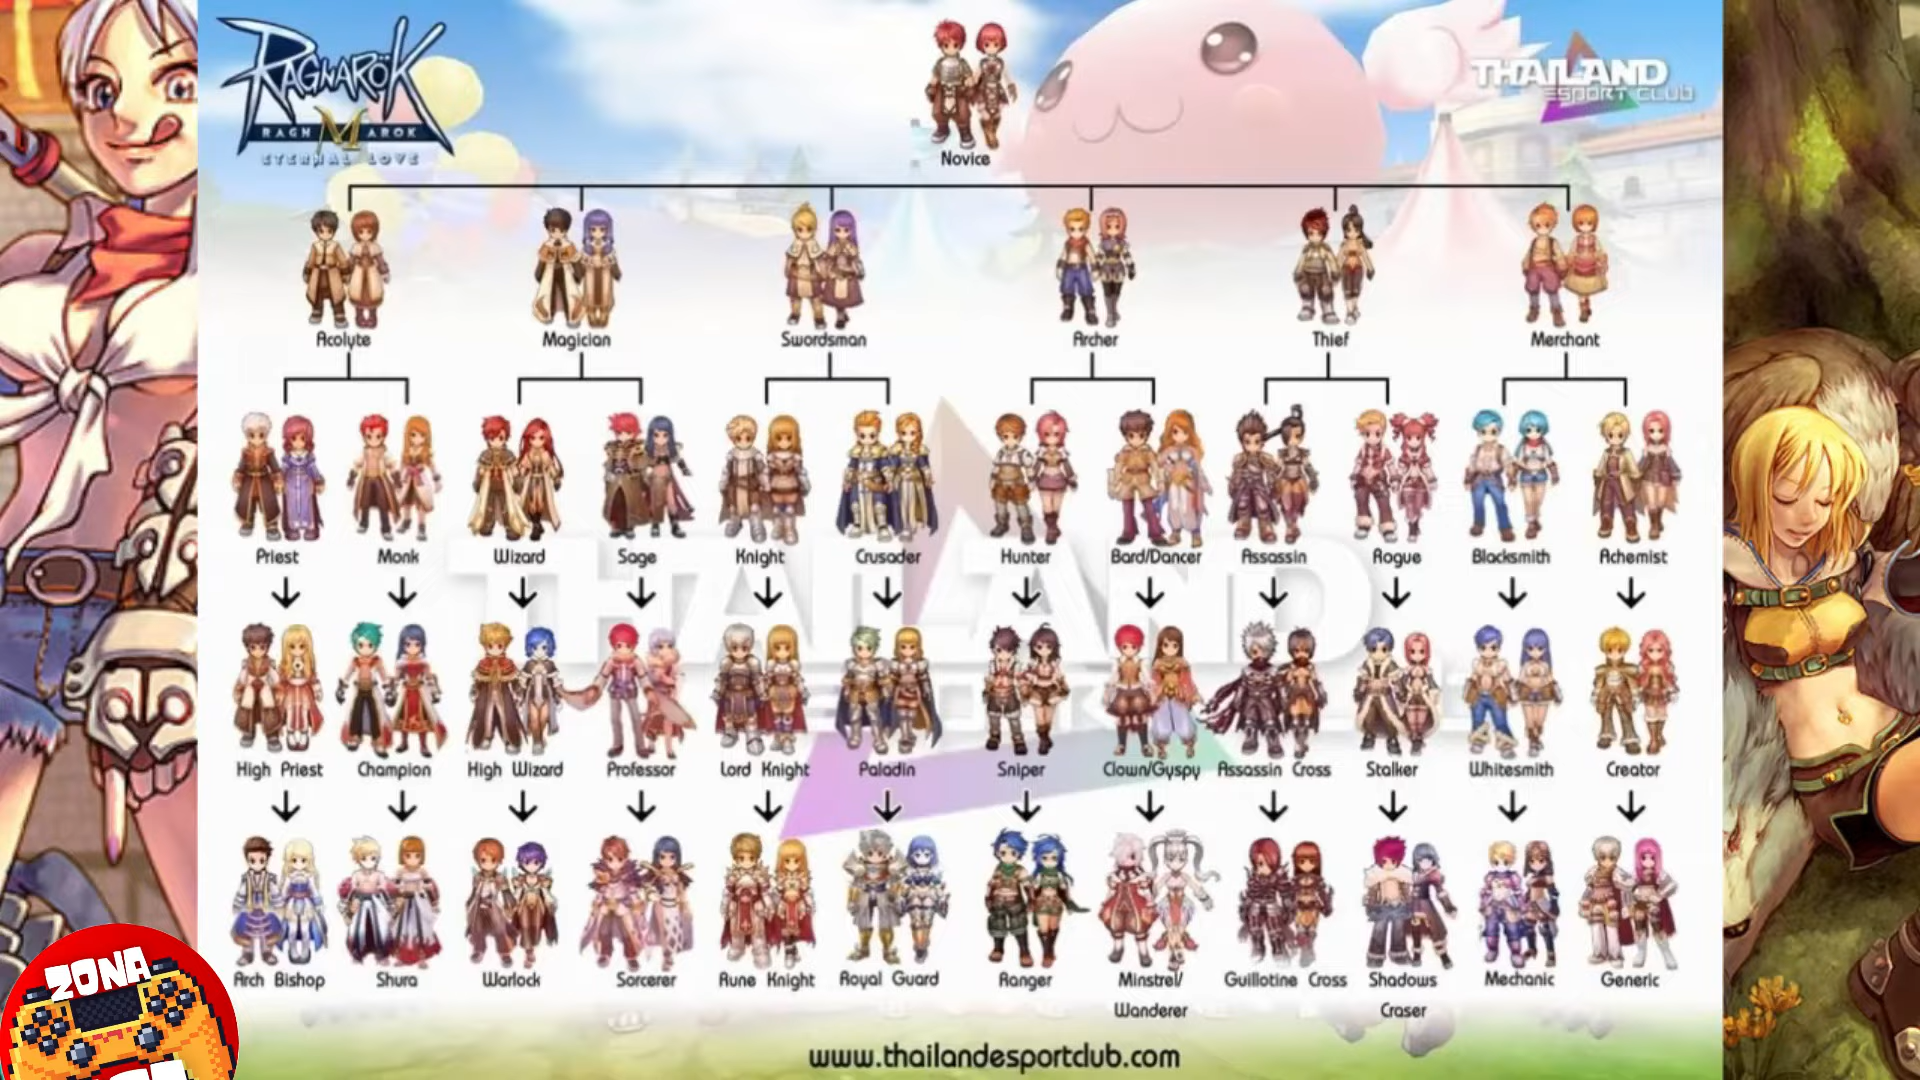 RAGNARÖK
RAGN M AROK
ETERNAL LOVE
THAILAND
ESPORT CLUB
Novice
Acolyte Magician Swordsman Archer Thief Merchant
Priest Monk Wizard Sage Knight Crusader Hunter Bard/Dancer Assassin Rogue Blacksmith Achemist
High Priest Champion High Wizard Professor Lord Knight Paladin Sniper Clown/Gyspy Assassin Cross Stalker Whitesmith Creator
Arch Bishop Shura Warlock Sorcerer Rune Knight Royal Guard Ranger Minstrel/ Guillotine Cross Shadows Mechanic Generic
Wanderer Craser
THAILAND
ZONA
www.thailandesportclub.com